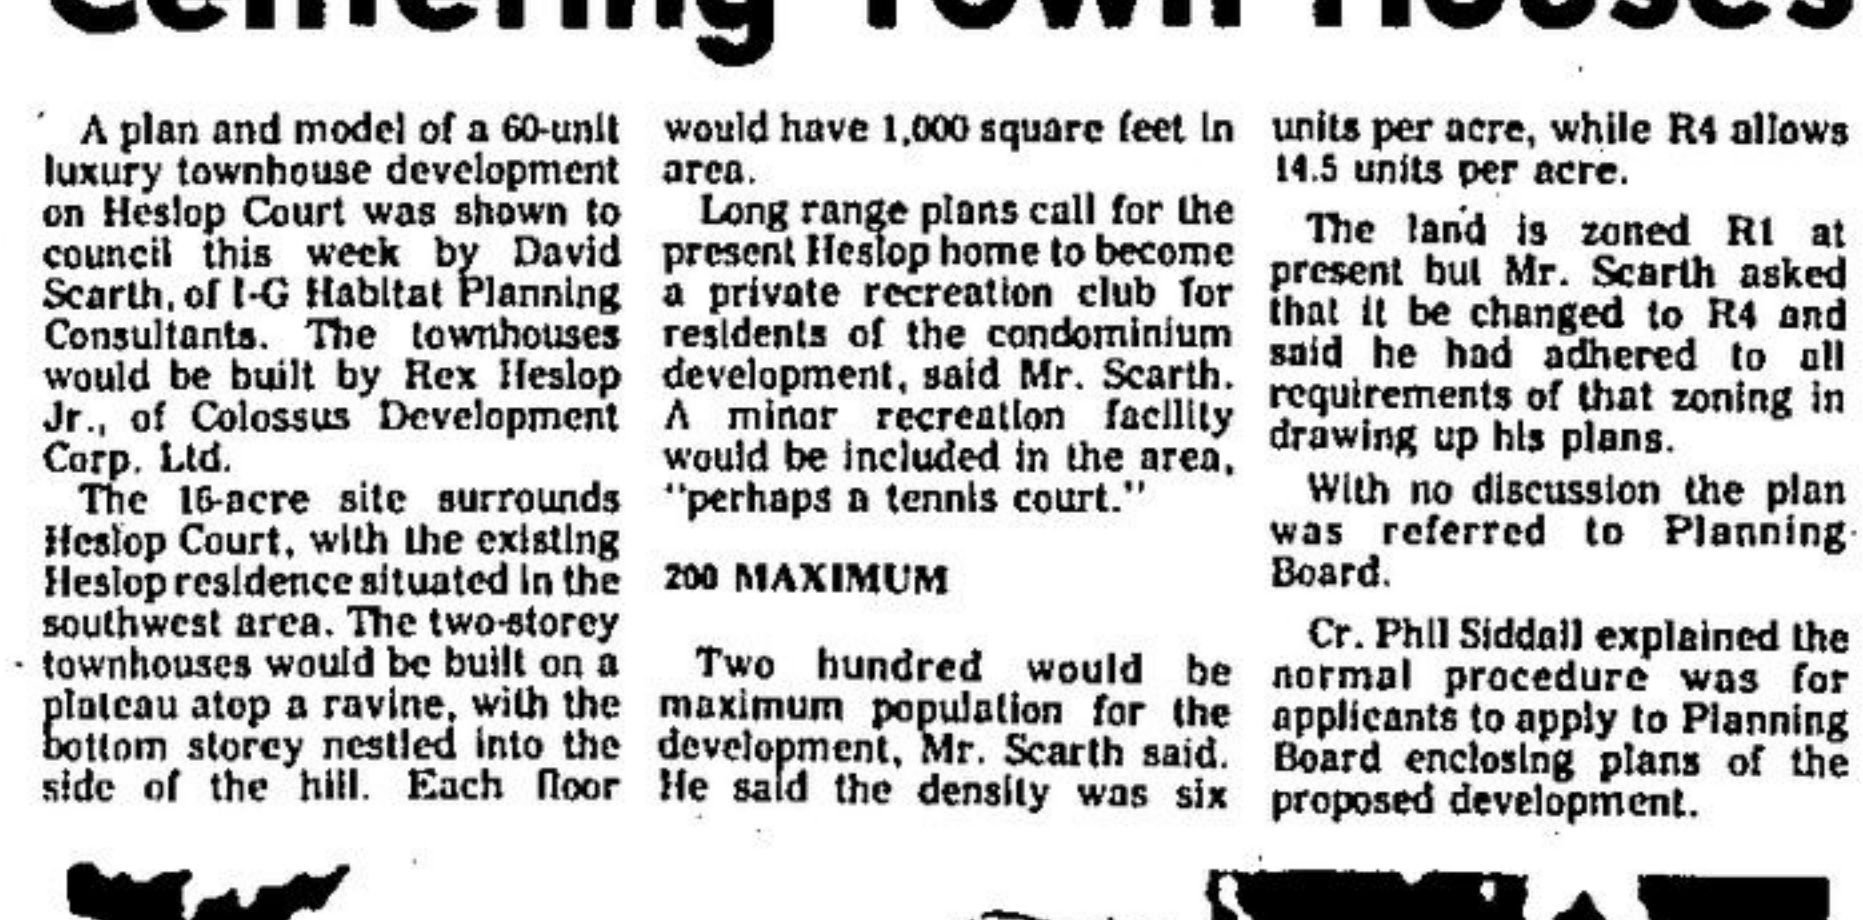 Town Houses
A plan and model of a 60-unit
luxury townhouse development
on Heslop Court was shown to
council this week by David
Scarth, of I-G Habitat Planning
Consultants. The townhouses
would be built by Rex Heslop
Jr., of Colossus Development
Corp. Ltd.
The 16-acre site surrounds
Heslop Court, with the existing
Heslop residence situated in the
southwest area. The two-storey
townhouses would be built on a
plateau atop a ravine, with the
bottom storey nestled into the
side of the hill. Each floor
would have 1,000 square feet in
area.
Long range plans call for the
present Heslop home to become
a private recreation club for
residents of the condominium
development, said Mr. Scarth.
A minor recreation facility
would be included in the area,
"perhaps a tennis court."
200 MAXIMUM
Two hundred would be
maximum population for the
development, Mr. Scarth said.
He said the density was six
units per acre, while R4 allows
14.5 units per acre.
The land is zoned R1 at
present but Mr. Scarth asked
that it be changed to R4 and
said he had adhered to all
requirements of that zoning in
drawing up his plans.
With no discussion the plan
was referred to Planning
Board.
Cr. Phil Siddall explained the
normal procedure was for
applicants to apply to Planning
Board enclosing plans of the
proposed development.